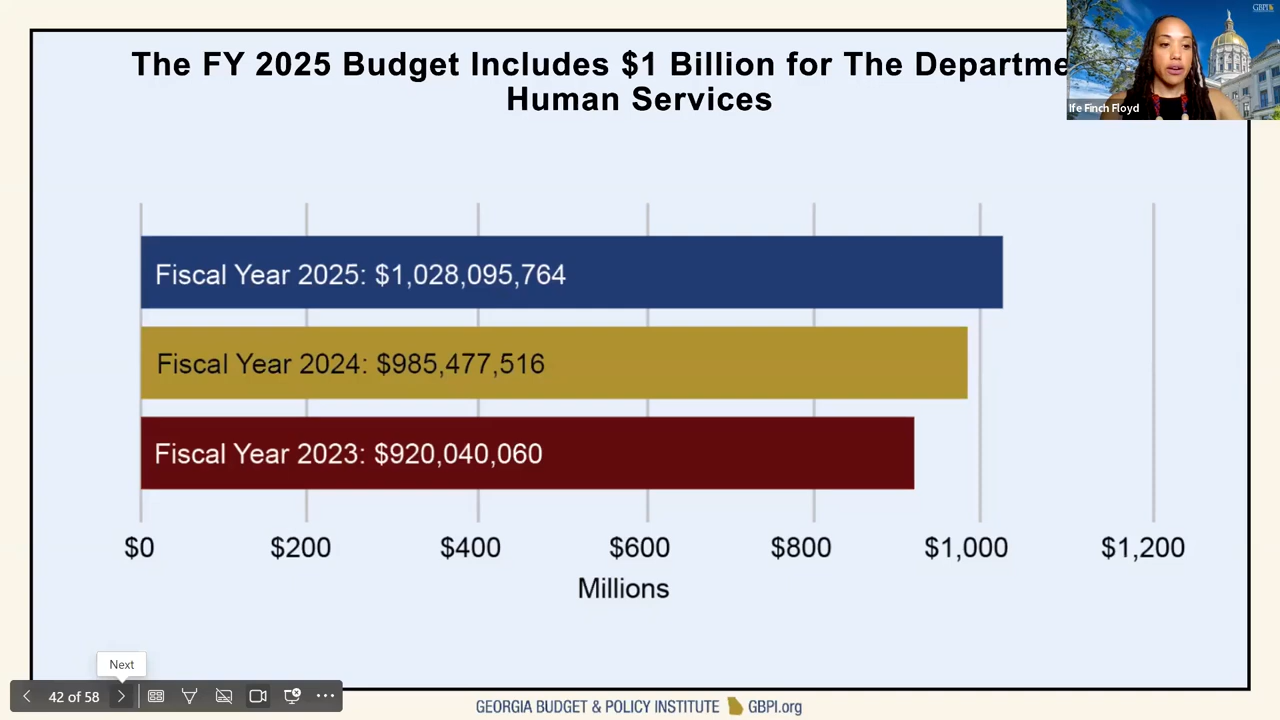 The FY 2025 Budget Includes $1 Billion for The Departme
Human Services
GBPI
Ife Finch Floyd
Fiscal Year 2025: $1,028,095,764
Fiscal Year 2024: $985,477,516
Fiscal Year 2023: $920,040,060
$0 $200 $400 $600 $800 $1,000 $1,200
Millions
Next
42 of 58
GEORGIA BUDGET & POLICY INSTITUTE GBPI.org